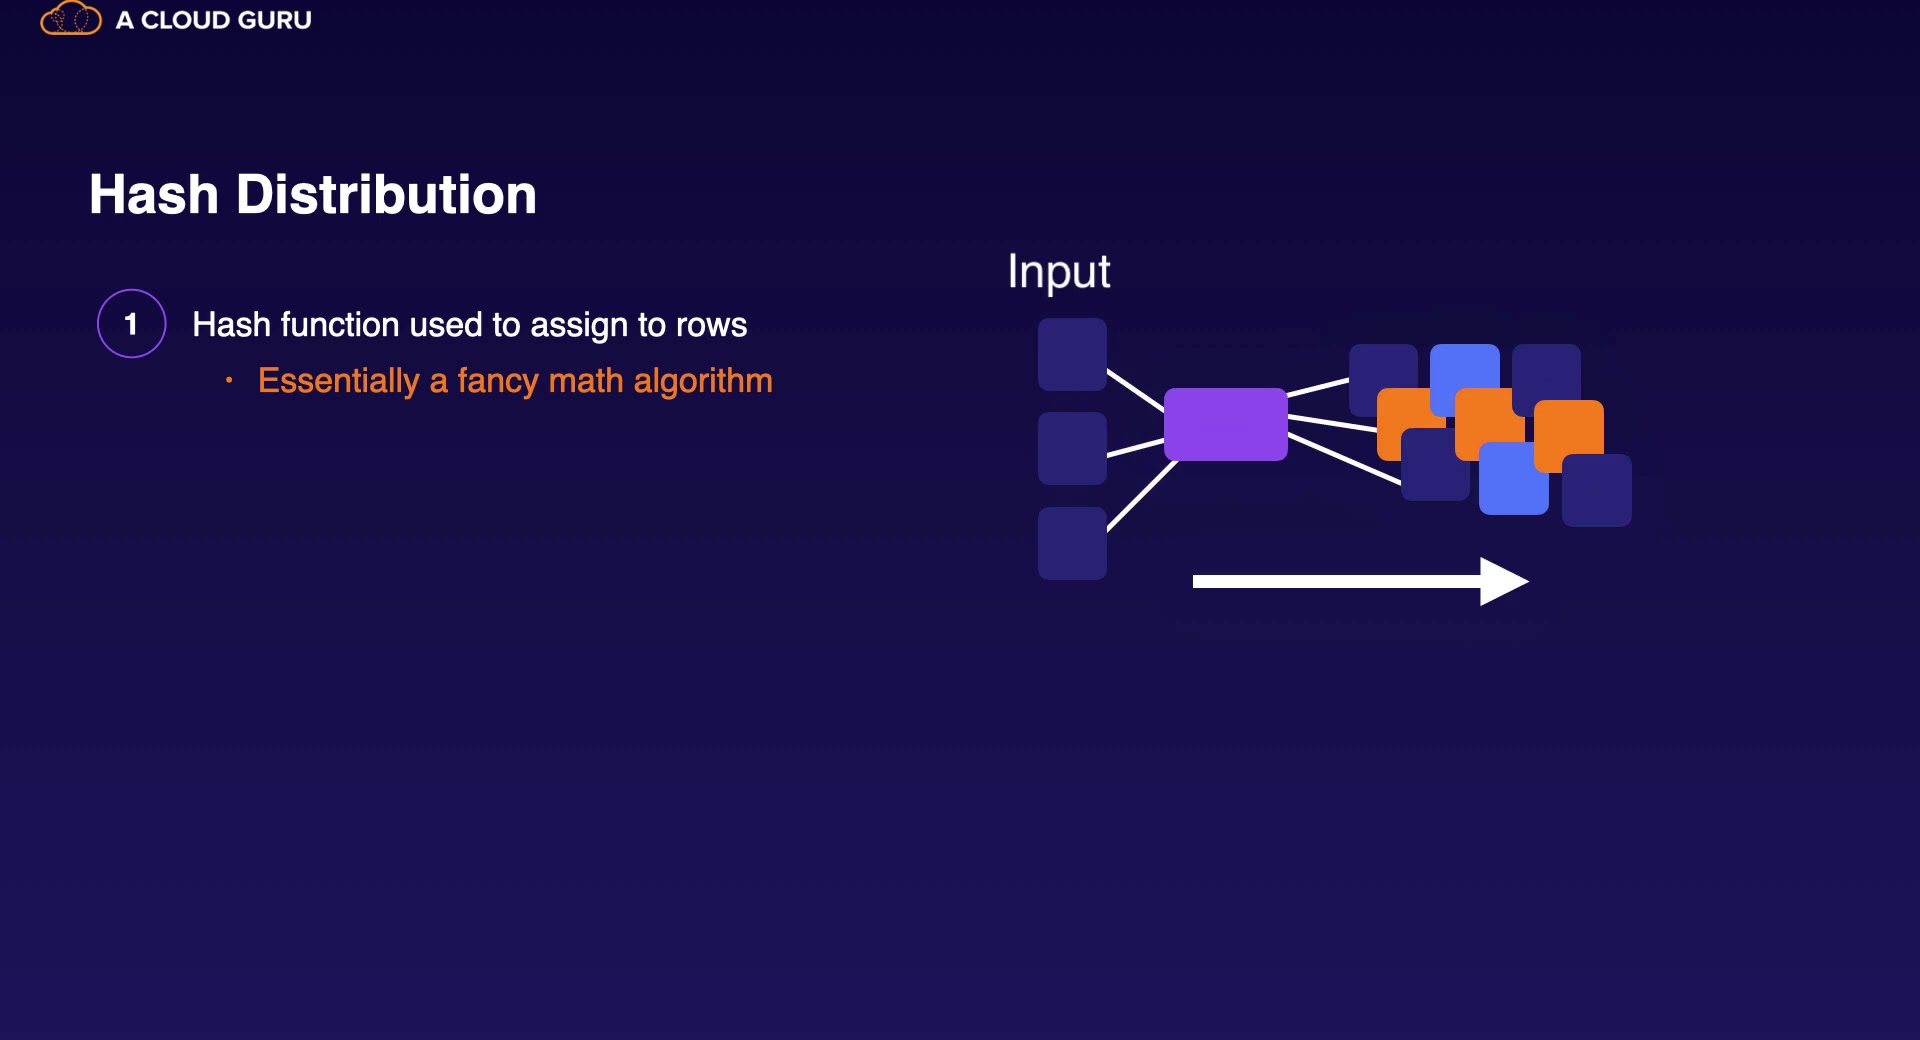 A CLOUD GURU
Hash Distribution
1 Hash function used to assign to rows
• Essentially a fancy math algorithm
Input